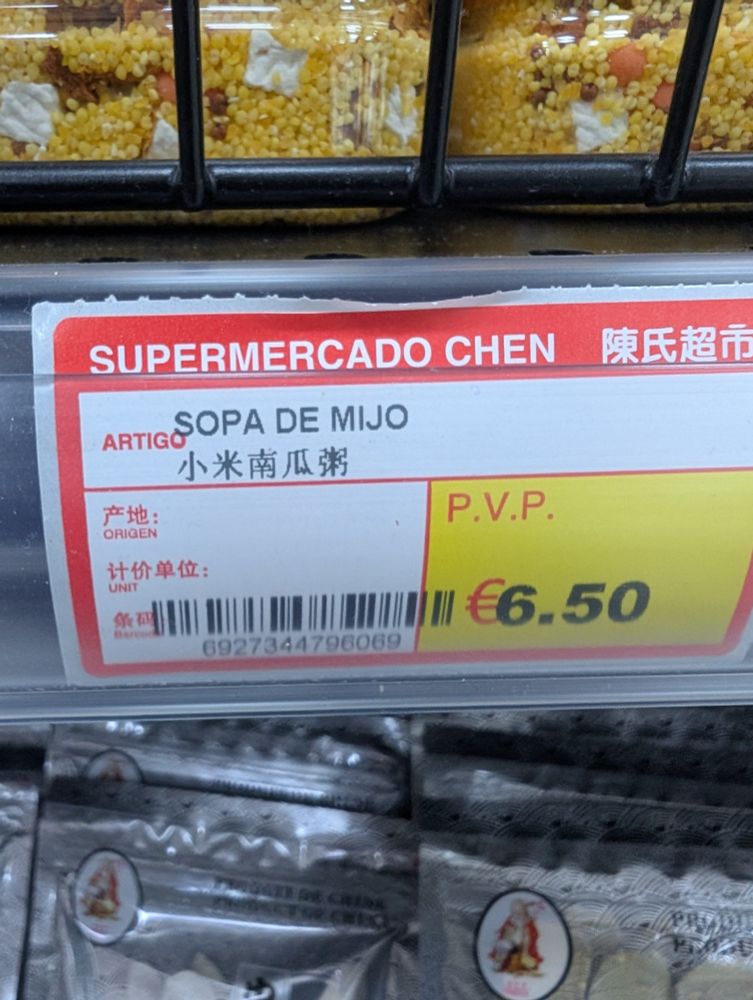 SUPERMERCADO CHEN 陳氏超市
SOPA DE MIJO
ARTIGO
小米南瓜粥
产地:
ORIGEN
P.V.P.
计价单位:
UNIT
条码:
Barcode
€6.50
6927344796069